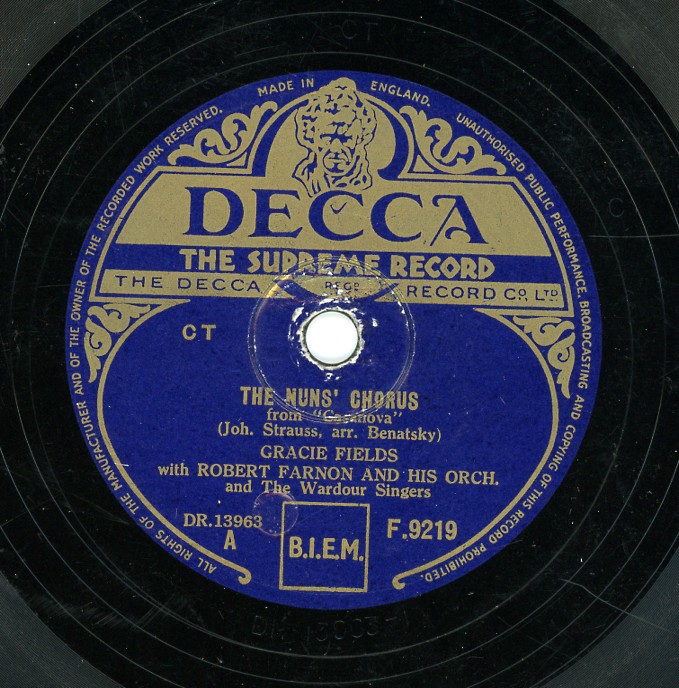 MADE IN ENGLAND.
UNAUTHORISED PUBLIC PERFORMANCE, BROADCASTING AND COPYING OF THIS RECORD PROHIBITED.
ALL RIGHTS OF THE MANUFACTURER AND OF THE OWNER OF THE RECORDED WORK RESERVED.
DECCA
THE SUPREME RECORD
THE DECCA REGD RECORD CO. LTD.
CT
THE NUNS' CHORUS
from "Casanova"
(Joh. Strauss, arr. Benatsky)
GRACIE FIELDS
with ROBERT FARNON AND HIS ORCH.
and The Wardour Singers
DR.13963
A
B.I.E.M.
F.9219
CT